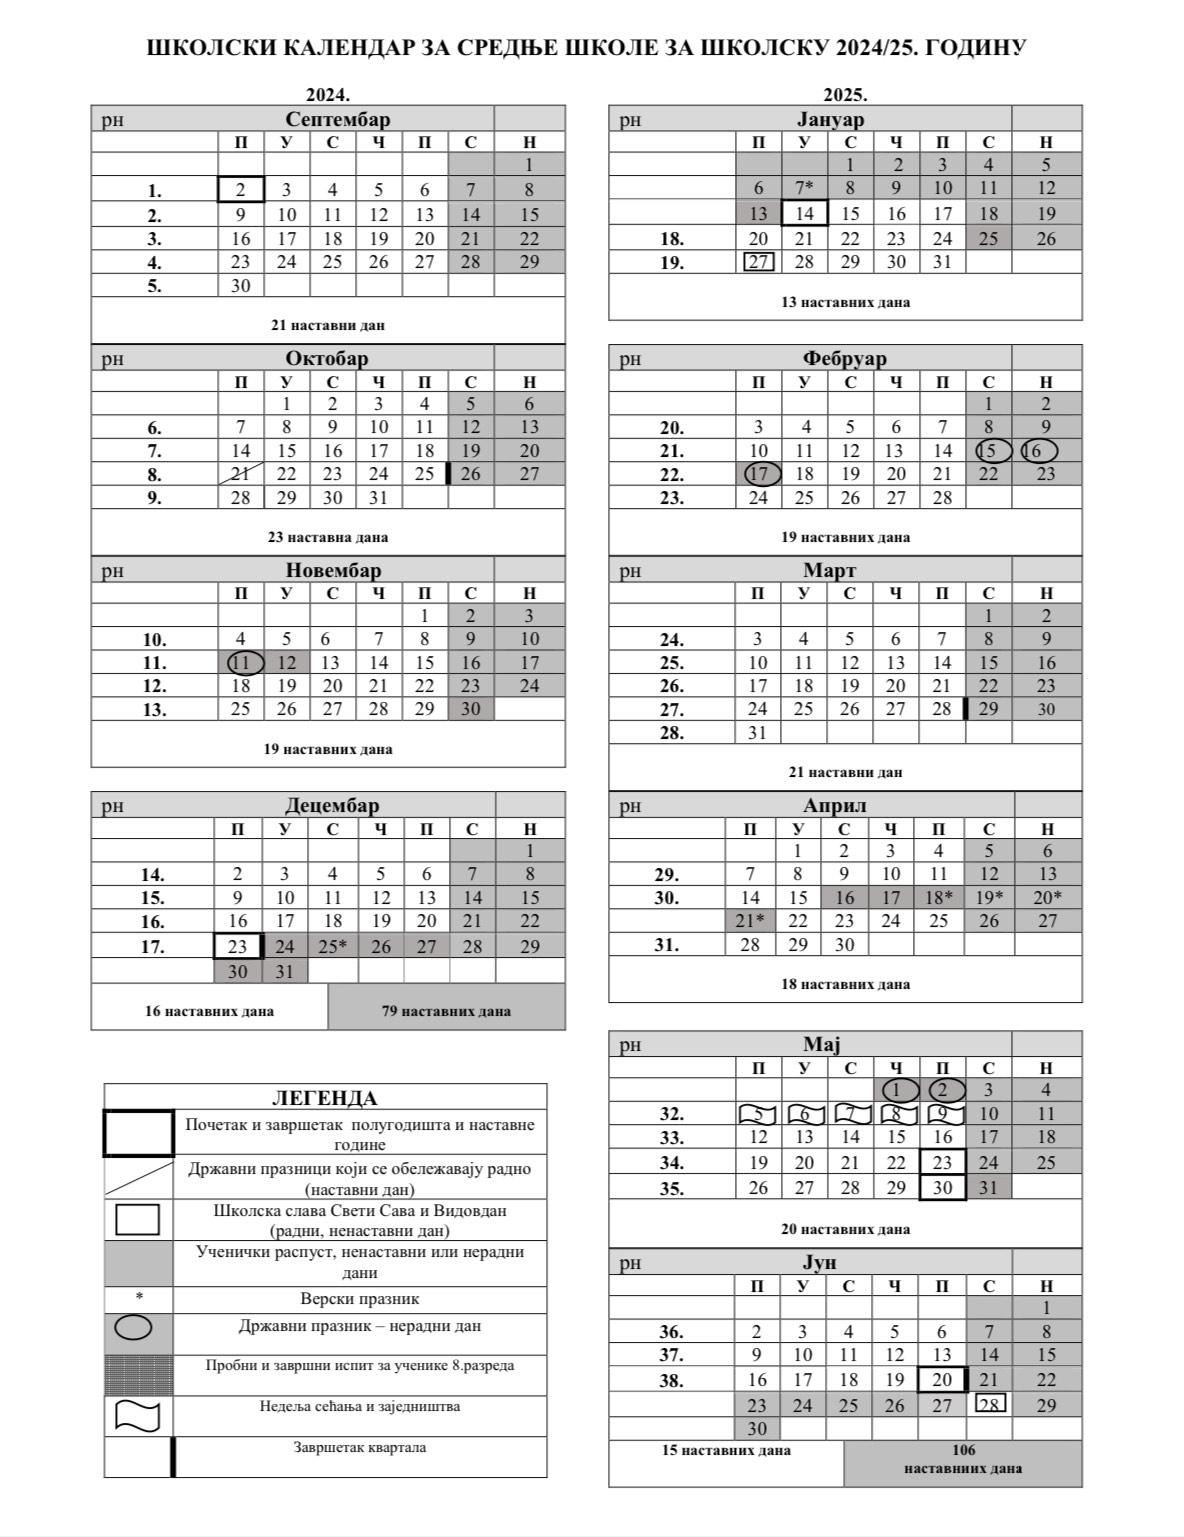 ШКОЛСКИ КАЛЕНДАР ЗА СРЕДЊЕ ШКОЛЕ ЗА ШКОЛСКУ 2024/25. ГОДИНУ
2024.
рн Септембар
П У С Ч П С Н
1
1. 2 3 4 5 6 7 8
2. 9 10 11 12 13 14 15
3. 16 17 18 19 20 21 22
4. 23 24 25 26 27 28 29
5. 30
21 наставни дан
рн Октобар
П У С Ч П С Н
1 2 3 4 5 6
6. 7 8 9 10 11 12 13
7. 14 15 16 17 18 19 20
8. 21 22 23 24 25 26 27
9. 28 29 30 31
23 наставна дана
рн Новембар
П У С Ч П С Н
1 2 3
10. 4 5 6 7 8 9 10
11. 11 12 13 14 15 16 17
12. 18 19 20 21 22 23 24
13. 25 26 27 28 29 30
19 наставних дана
рн Децембар
П У С Ч П С Н
1
14. 2 3 4 5 6 7 8
15. 9 10 11 12 13 14 15
16. 16 17 18 19 20 21 22
17. 23 24 25* 26 27 28 29
30 31
16 наставних дана 79 наставних дана
ЛЕГЕНДА
Почетак и завршетак полугодишта и наставне
године
Државни празници који се обележавају радно
(наставни дан)
Школска слава Свети Сава и Видовдан
(радни, ненаставни дан)
Ученички распуст, ненаставни или нерадни
дани
* Верски празник
Државни празник – нерадни дан
Пробни и завршни испит за ученике 8.разреда
Недеља сећања и заједништва
Завршетак квартала
2025.
рн Јануар
П У С Ч П С Н
1 2 3 4 5
6 7* 8 9 10 11 12
13 14 15 16 17 18 19
18. 20 21 22 23 24 25 26
19. 27 28 29 30 31
13 наставних дана
рн Фебруар
П У С Ч П С Н
1 2
20. 3 4 5 6 7 8 9
21. 10 11 12 13 14 15 16
22. 17 18 19 20 21 22 23
23. 24 25 26 27 28
19 наставних дана
рн Март
П У С Ч П С Н
1 2
24. 3 4 5 6 7 8 9
25. 10 11 12 13 14 15 16
26. 17 18 19 20 21 22 23
27. 24 25 26 27 28 29 30
28. 31
21 наставни дан
рн Април
П У С Ч П С Н
1 2 3 4 5 6
29. 7 8 9 10 11 12 13
30. 14 15 16 17 18* 19* 20*
21* 22 23 24 25 26 27
31. 28 29 30
18 наставних дана
рн Мај
П У С Ч П С Н
1 2 3 4
32. 5 6 7 8 9 10 11
33. 12 13 14 15 16 17 18
34. 19 20 21 22 23 24 25
35. 26 27 28 29 30 31
20 наставних дана
рн Јун
П У С Ч П С Н
1
36. 2 3 4 5 6 7 8
37. 9 10 11 12 13 14 15
38. 16 17 18 19 20 21 22
23 24 25 26 27 28 29
30
15 наставних дана 106
наставниих дана